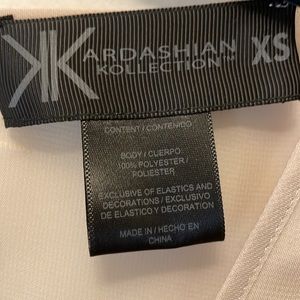 KARDASHIAN XS
KOLLECTION™
CONTENT / CONTENIDO
BODY / CUERPO
100% POLYESTER /
POLIESTER
EXCLUSIVE OF ELASTICS AND
DECORATIONS / EXCLUSIVO
DE ELASTICO Y DECORATION
MADE IN / HECHO EN
CHINA